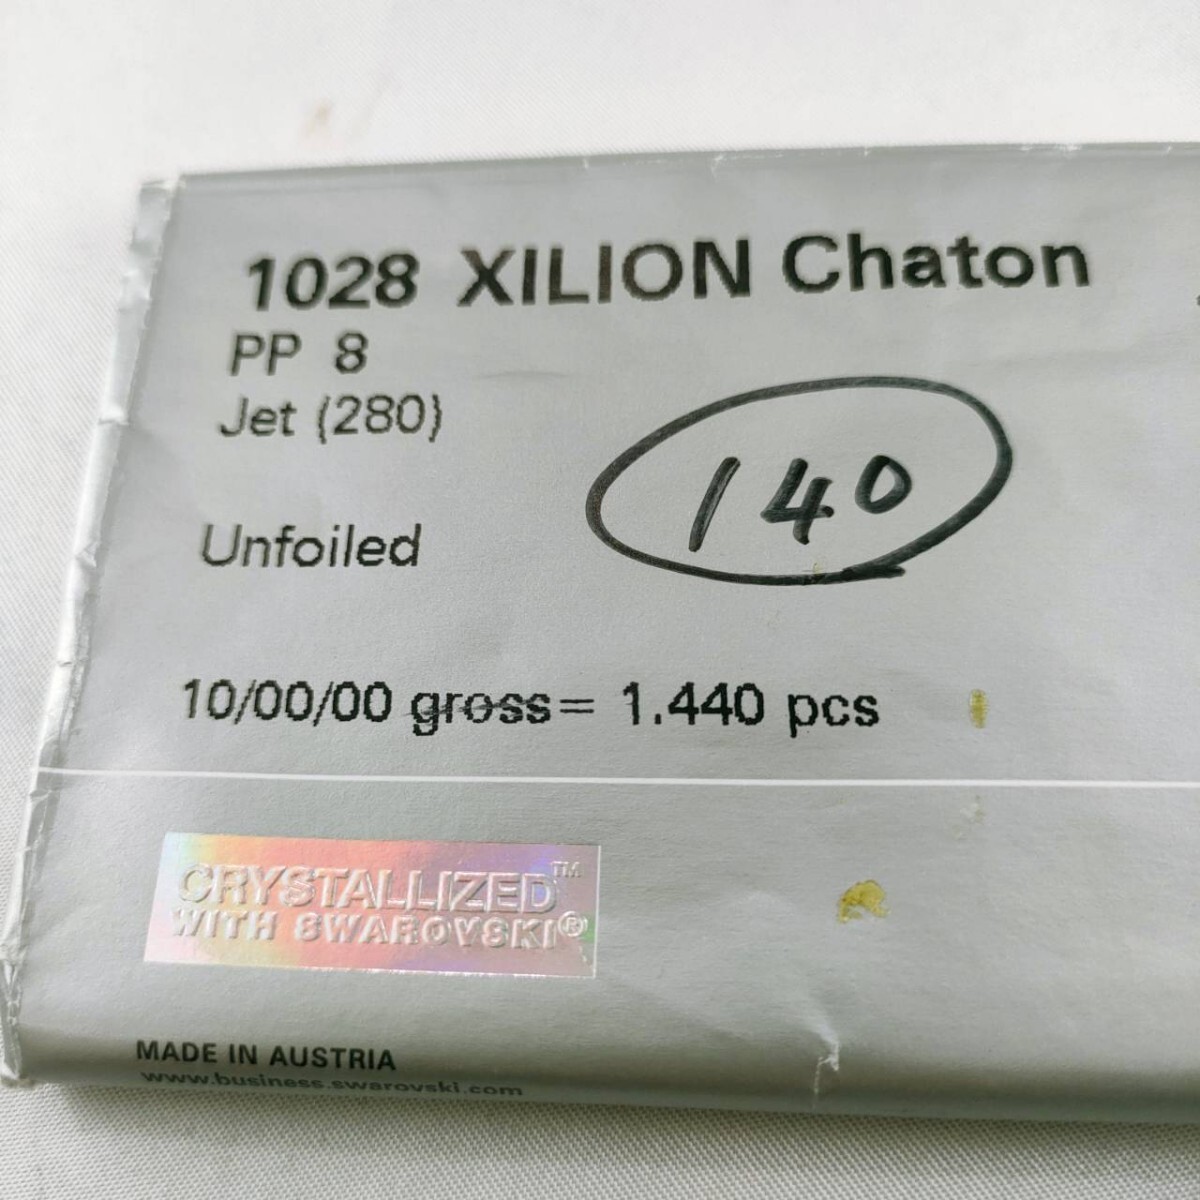 1028 XILION Chaton
PP 8
Jet (280)
140
Unfoiled
10/00/00 gross= 1.440 pcs
CRYSTALLIZED™
WITH SWAROVSKI®
MADE IN AUSTRIA
www.business.swarovski.com